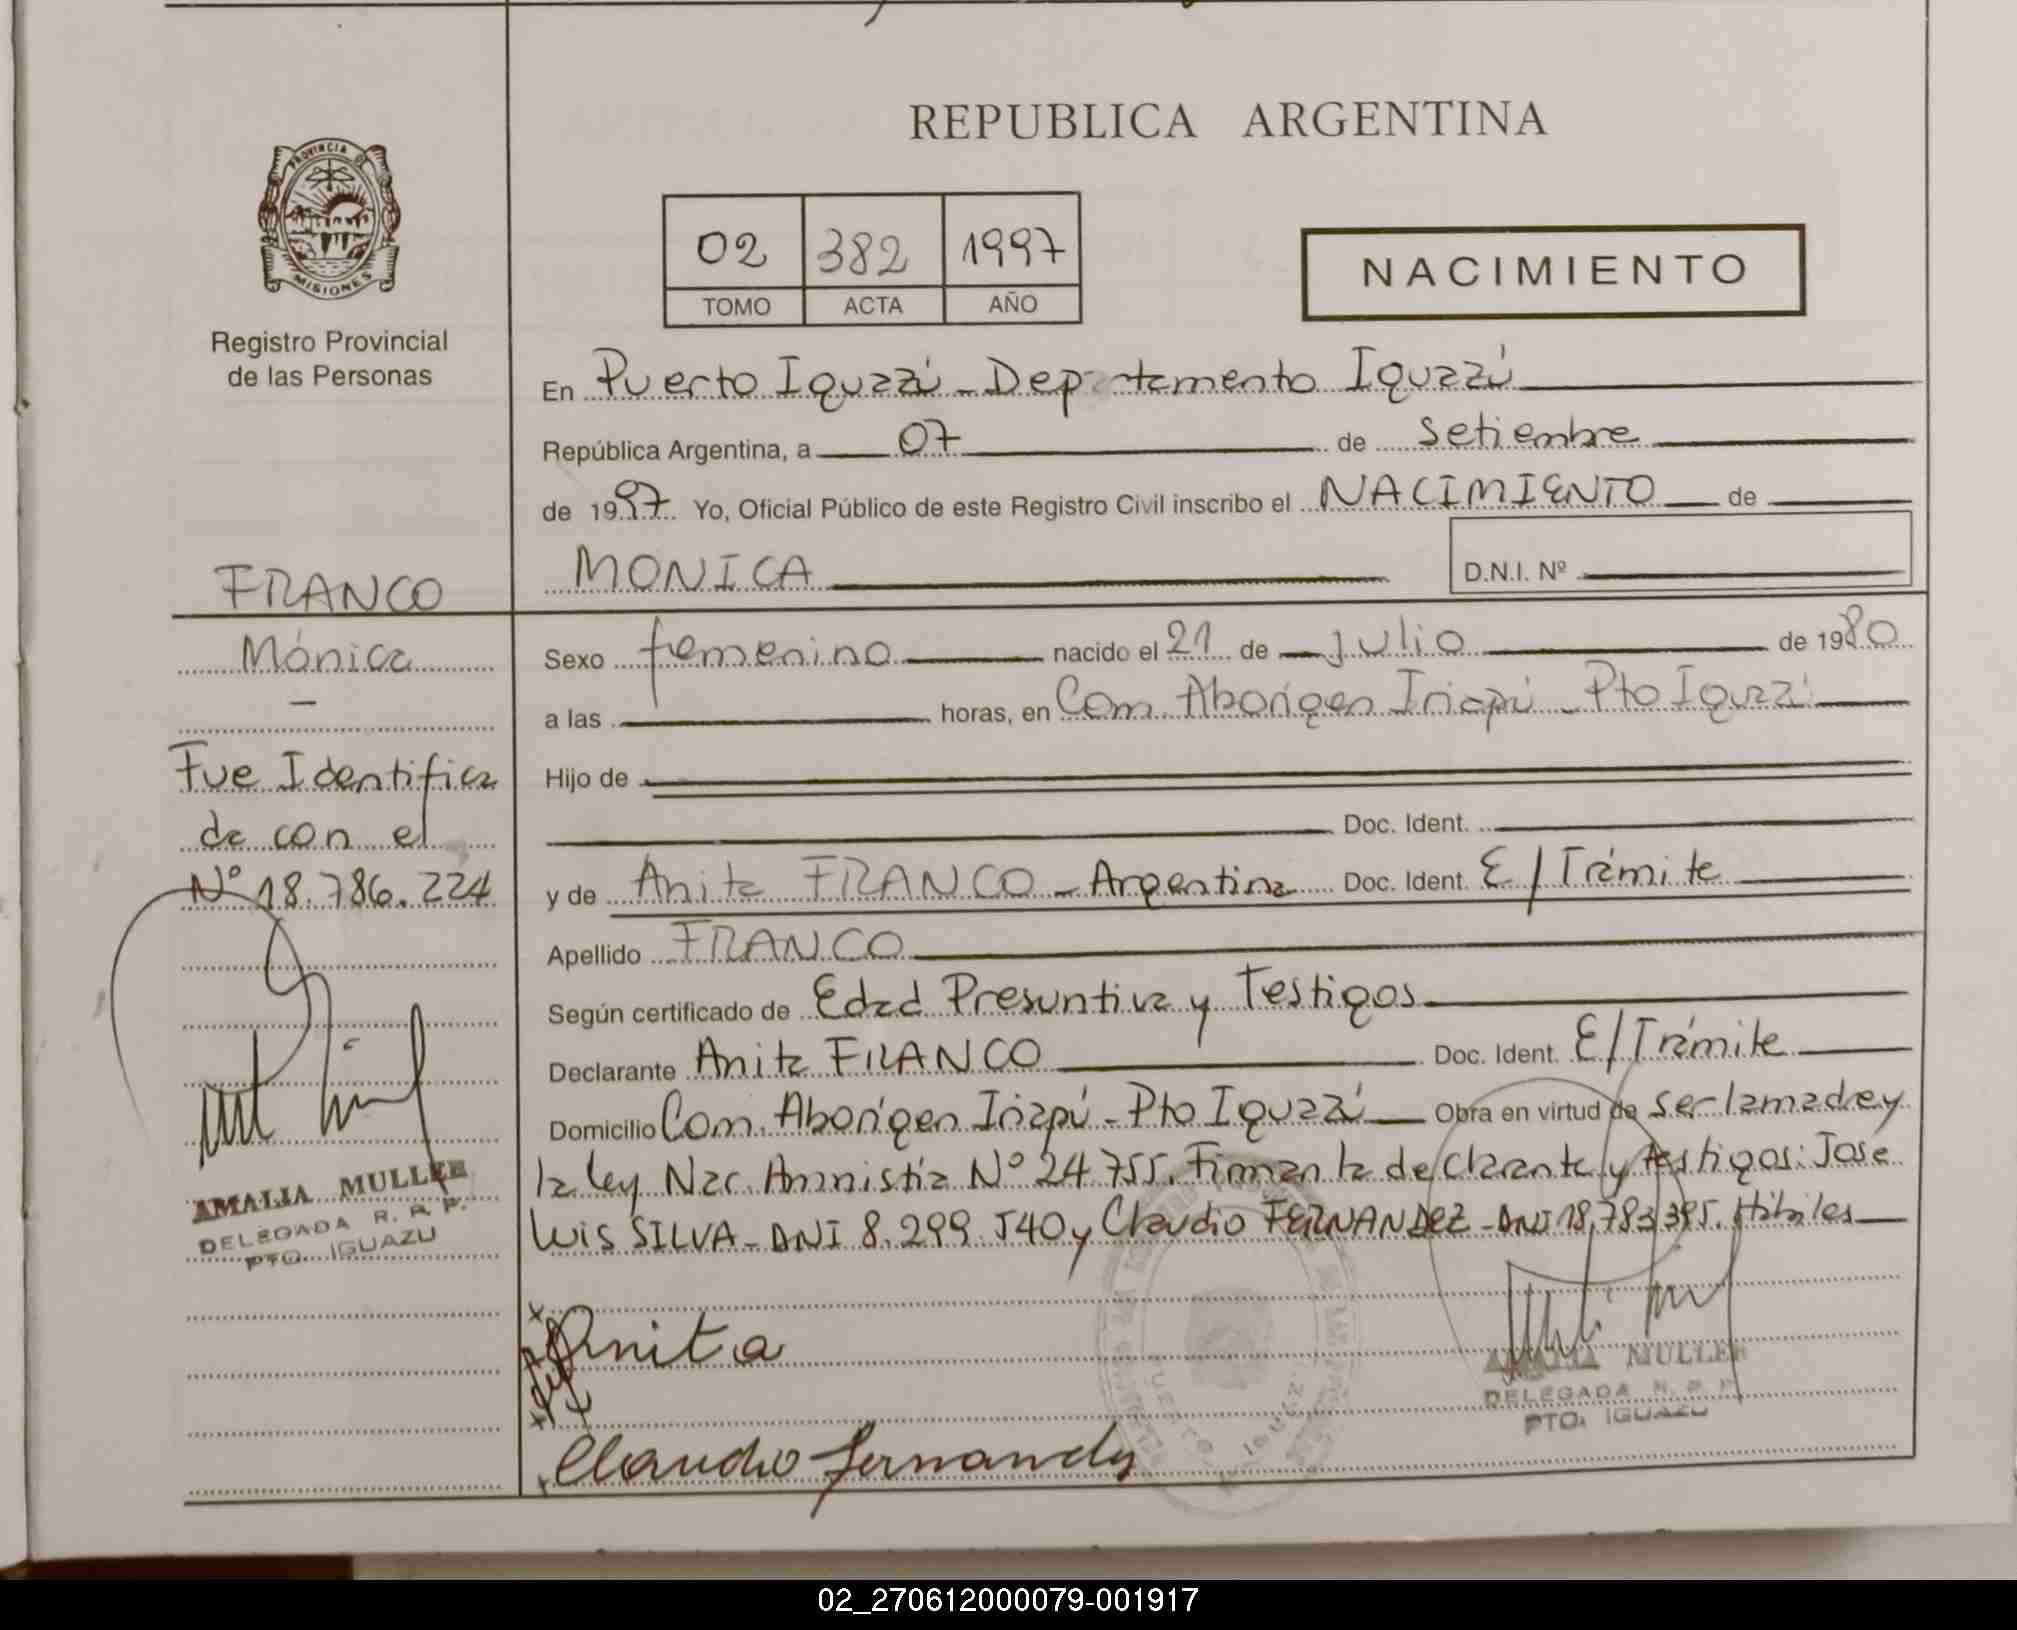 REPUBLICA ARGENTINA
PROVINCIA DE
MISIONES
Registro Provincial
de las Personas
02 382 1997
TOMO ACTA AÑO
NACIMIENTO
En Puerto Iguazú - Departamento Iguazú
República Argentina, a 07 de Setiembre
de 1997 Yo, Oficial Público de este Registro Civil inscribo el NACIMIENTO de
MONICA D.N.I. Nº
FRANCO
Mónica
Fue Identifica
da con el
Nº 18.786.224
AMALIA MULLER
DELEGADA R. P. P.
PTO. IGUAZU
Sexo femenino nacido el 21 de julio de 1980
a las horas, en Com. Aborigen Iriapú - Pto Iguazú
Hijo de
Doc. Ident.
y de Anita FRANCO - Argentina Doc. Ident. E/Trámite
Apellido FRANCO
Según certificado de Edad Presuntiva y Testigos
Declarante Anita FRANCO Doc. Ident. E/Trámite
Domicilio Com. Aborigen Iriapú - Pto Iguazú Obra en virtud de ser la madre y
la ley Nac. Amnistía Nº 24755. Firman la declarante y testigos: Jose
Luis SILVA - DNI 8.299.540 y Claudio FERNANDEZ - DNI 18.783.395. Hábiles
Anita
Claudio fernandez
AMALIA MULLER
DELEGADA R. P. P.
PTO. IGUAZU
02_270612000079-001917